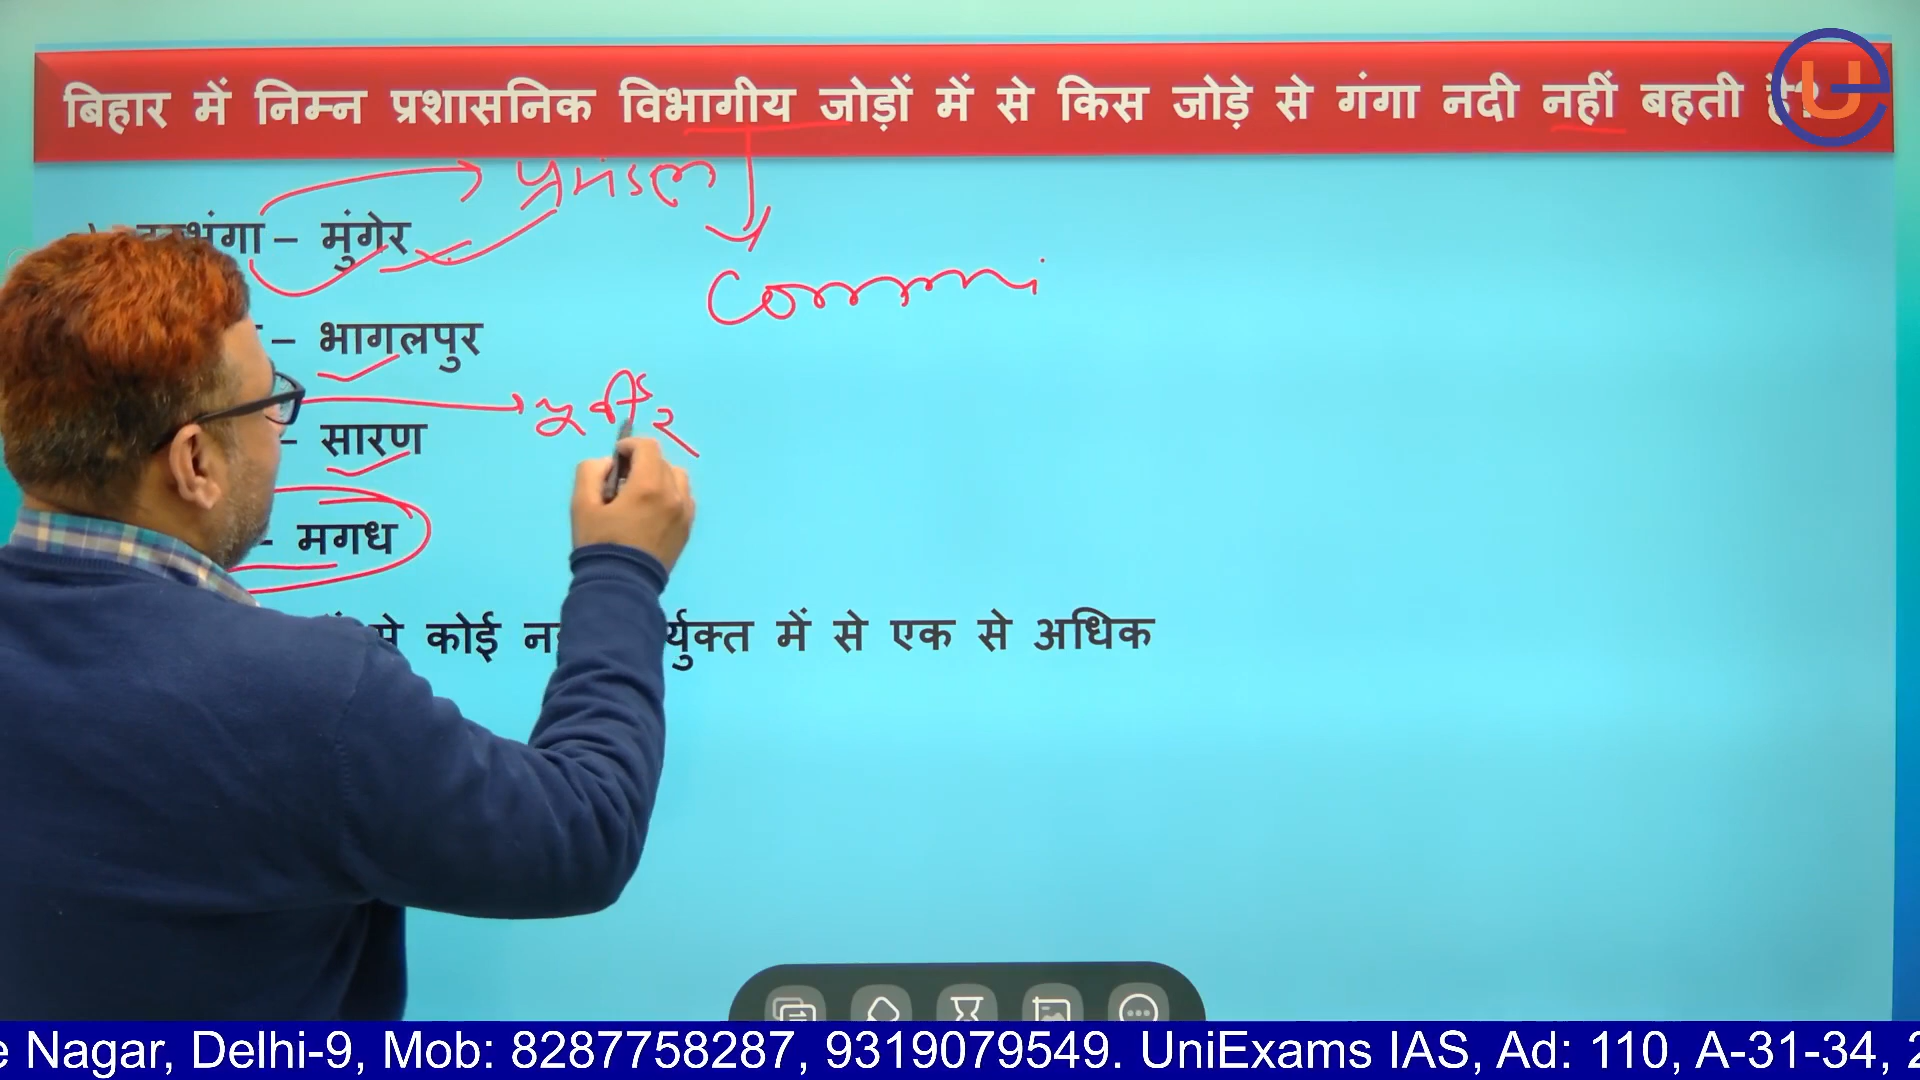 बिहार में निम्न प्रशासनिक विभागीय जोड़ों में से किस जोड़े से गंगा नदी नहीं बहती है?
प्रमंडल
– मुंगेर
Commi
– भागलपुर
– सारण
– मगध
से कोई में से एक से अधिक
e Nagar, Delhi-9, Mob: 8287758287, 9319079549. UniExams IAS, Ad: 110, A-31-34, 2